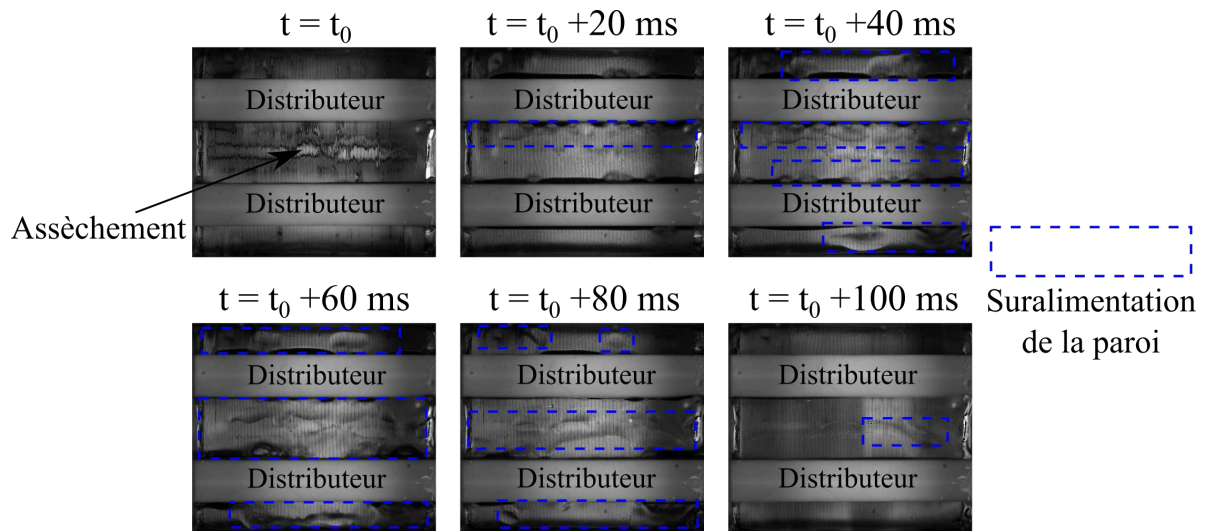 t = t0
t = t0 +20 ms
t = t0 +40 ms
Distributeur
Distributeur
Distributeur
Distributeur
Distributeur
Distributeur
Assèchement
t = t0 +60 ms
t = t0 +80 ms
t = t0 +100 ms
Distributeur
Distributeur
Distributeur
Distributeur
Distributeur
Distributeur
Suralimentation
de la paroi